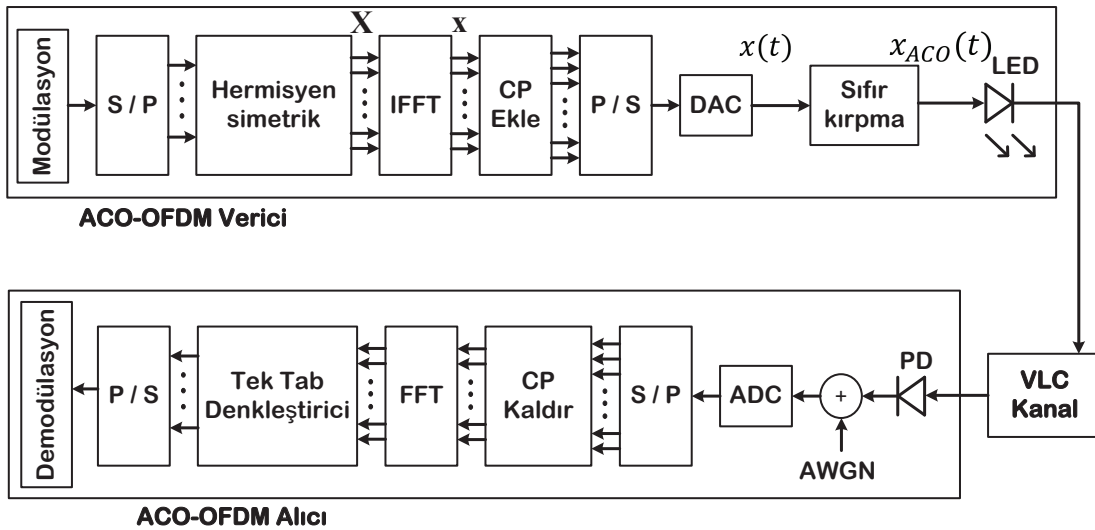 Modülasyon
S / P
Hermisyen
simetrik
X
IFFT
x
CP
Ekle
P / S
DAC
x(t)
Sıfır
kırpma
x_ACO(t)
LED
ACO-OFDM Verici
VLC
Kanal
PD
+
AWGN
ADC
S / P
CP
Kaldır
FFT
Tek Tab
Denkleştirici
P / S
Demodülasyon
ACO-OFDM Alıcı